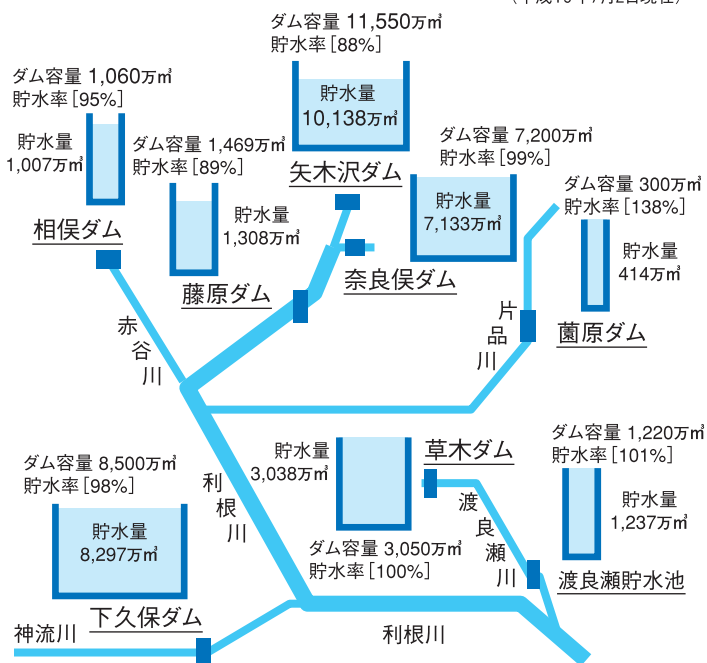 ダム容量 11,550万㎥
貯水率［88%］
貯水量
10,138万㎥
矢木沢ダム
ダム容量 1,060万㎥
貯水率［95%］
貯水量
1,007万㎥
相俣ダム
ダム容量 1,469万㎥
貯水率［89%］
貯水量
1,308万㎥
藤原ダム
ダム容量 7,200万㎥
貯水率［99%］
貯水量
7,133万㎥
奈良俣ダム
ダム容量 300万㎥
貯水率［138%］
貯水量
414万㎥
薗原ダム
赤谷川
片品川
利根川
貯水量
3,038万㎥
ダム容量 3,050万㎥
貯水率［100%］
草木ダム
渡良瀬川
ダム容量 1,220万㎥
貯水率［101%］
貯水量
1,237万㎥
渡良瀬貯水池
ダム容量 8,500万㎥
貯水率［98%］
貯水量
8,297万㎥
下久保ダム
神流川
利根川